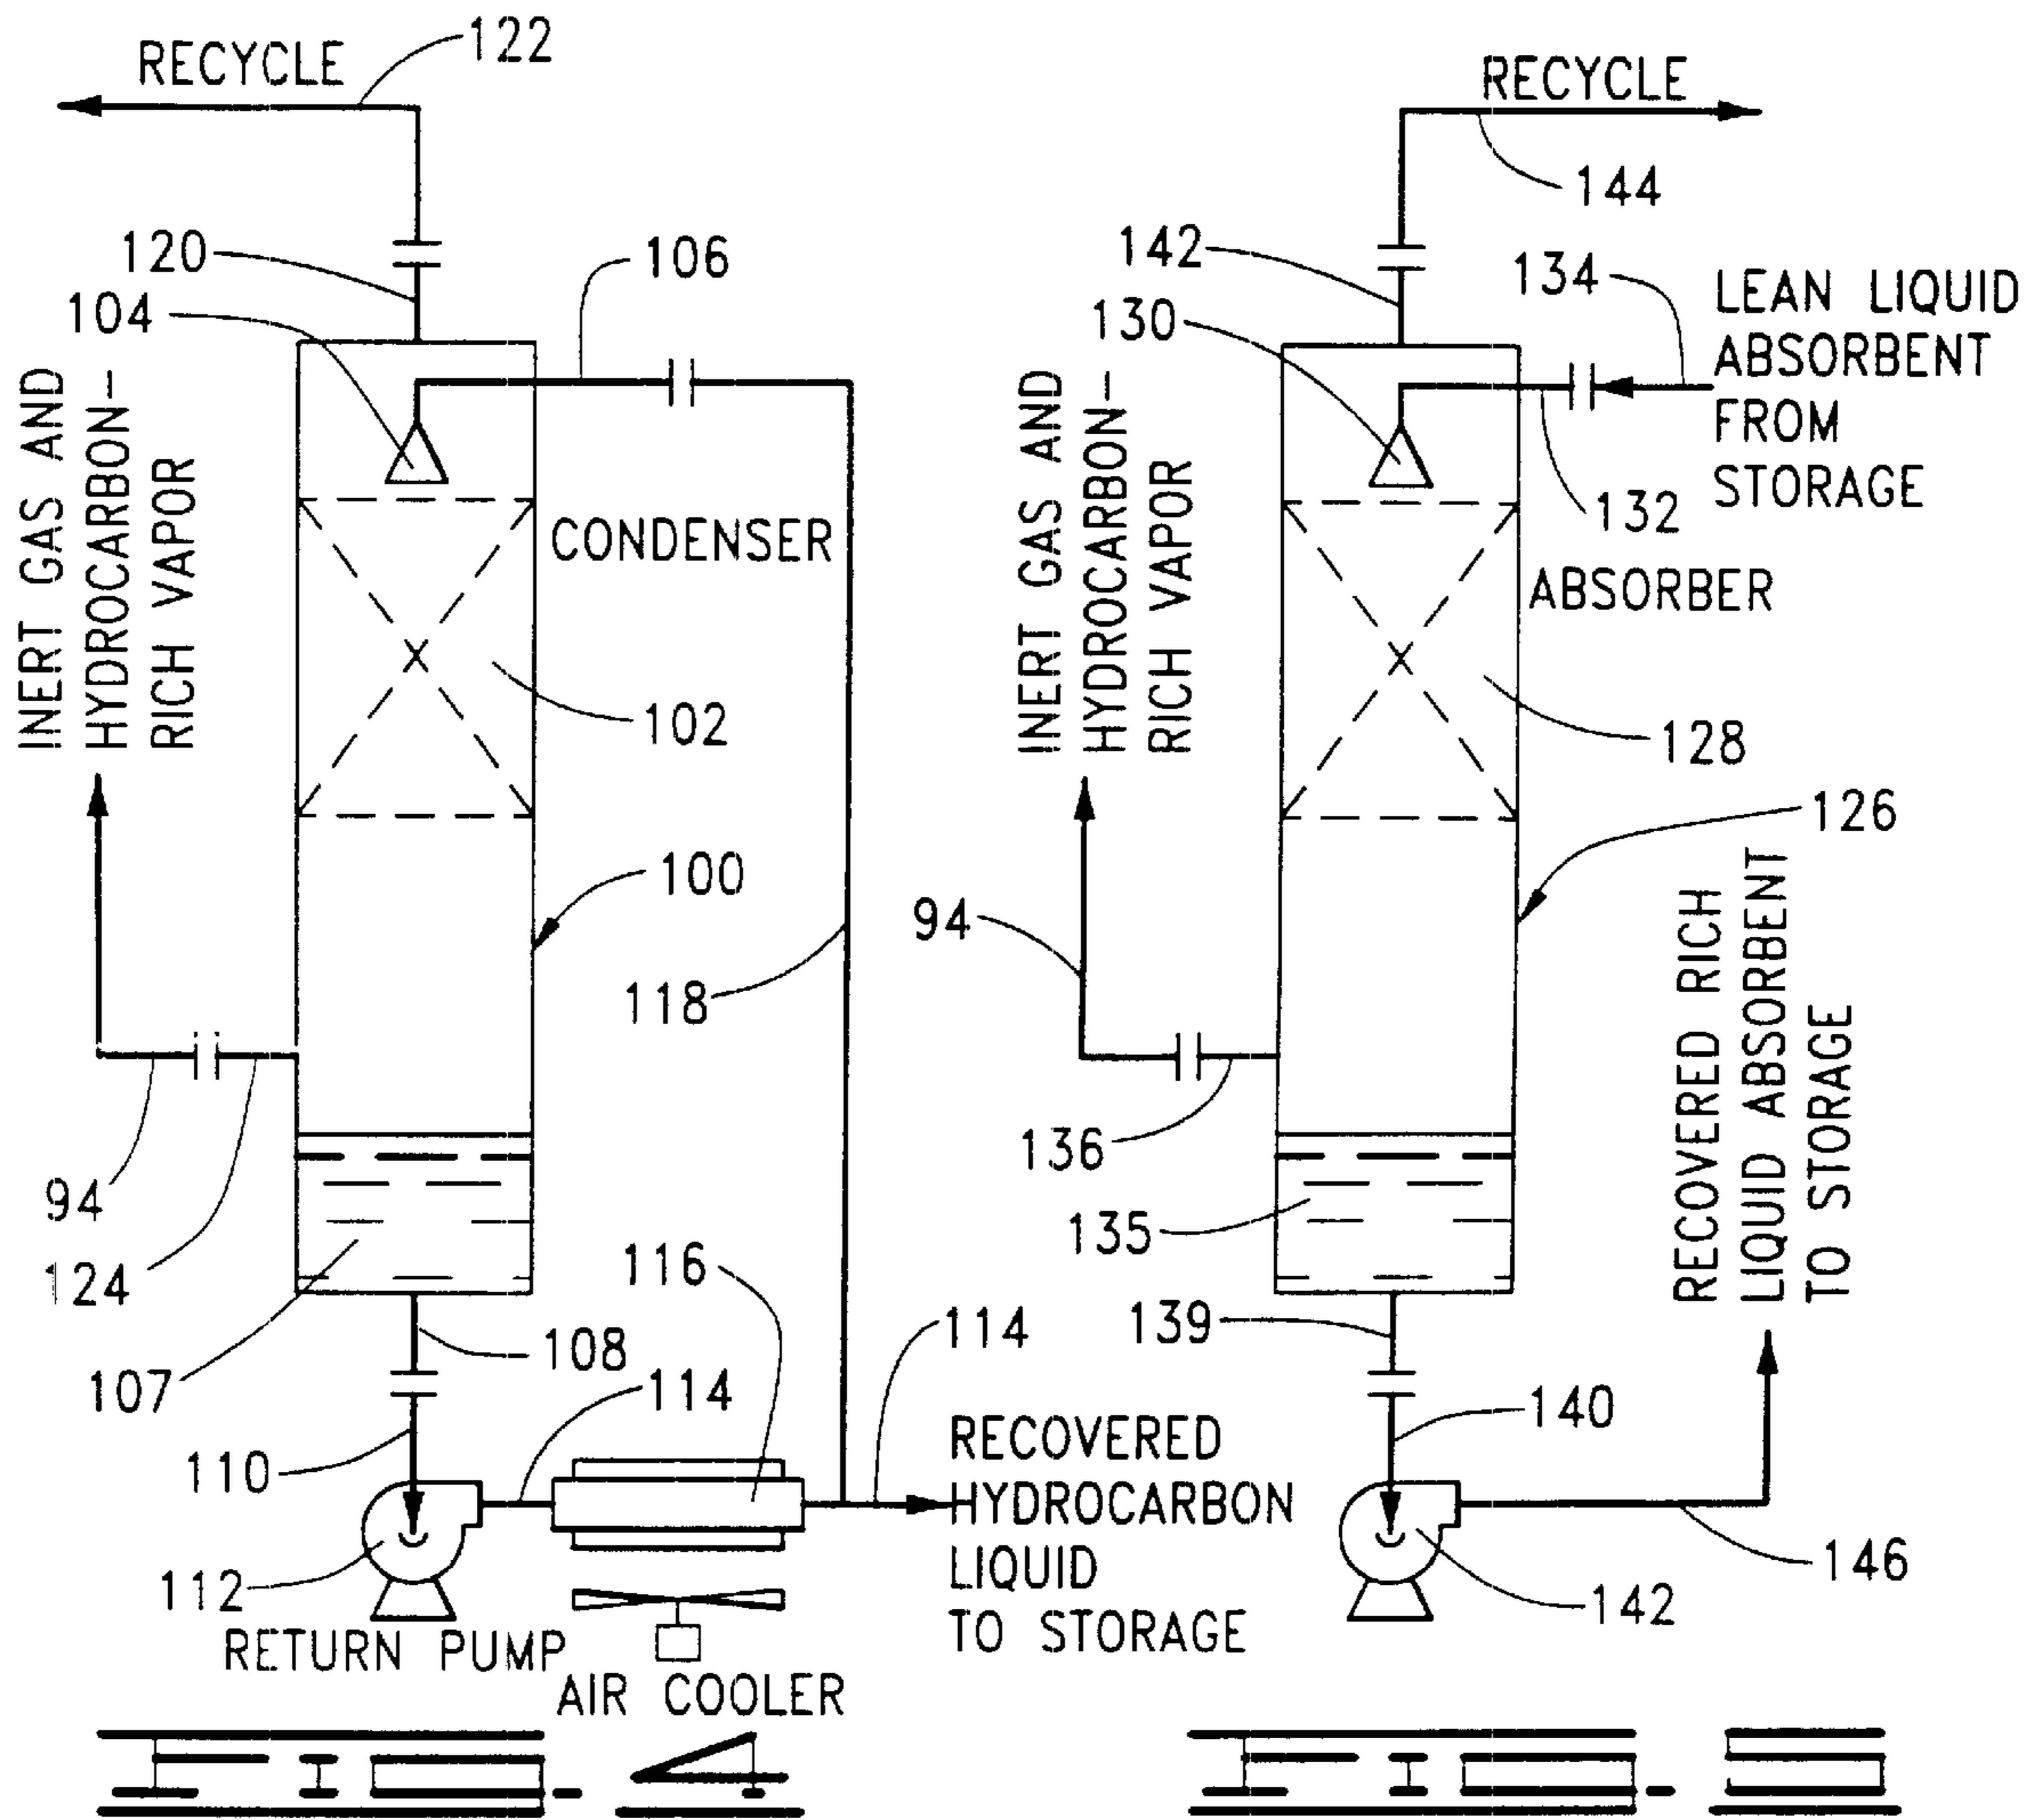 RECYCLE
122
120
104
106
INERT GAS AND
HYDROCARBON-
RICH VAPOR
CONDENSER
102
100
118
94
124
107
108
116
114
114
110
112
RETURN PUMP
AIR COOLER
RECOVERED
HYDROCARBON
LIQUID
TO STORAGE
FIG. 4
RECYCLE
144
142
130
134
LEAN LIQUID
ABSORBENT
FROM
STORAGE
132
INERT GAS AND
HYDROCARBON-
RICH VAPOR
ABSORBER
128
126
94
136
135
RECOVERED RICH
LIQUID ABSORBENT
TO STORAGE
139
140
142
146
FIG. 5